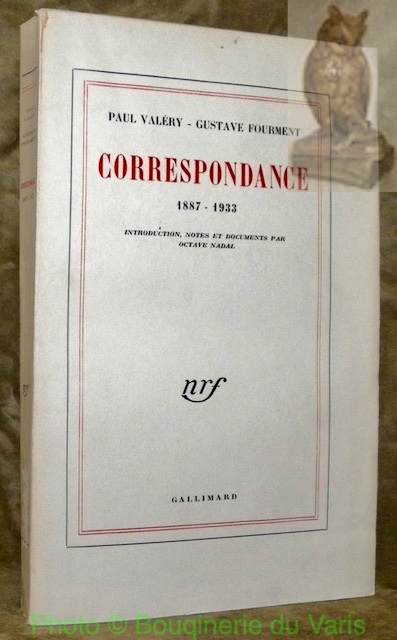 PAUL VALÉRY - GUSTAVE FOURMENT
CORRESPONDANCE
1887 - 1933
INTRODUCTION, NOTES ET DOCUMENTS PAR
OCTAVE NADAL
nrf
GALLIMARD
Photo © Bouqinerie du Varis